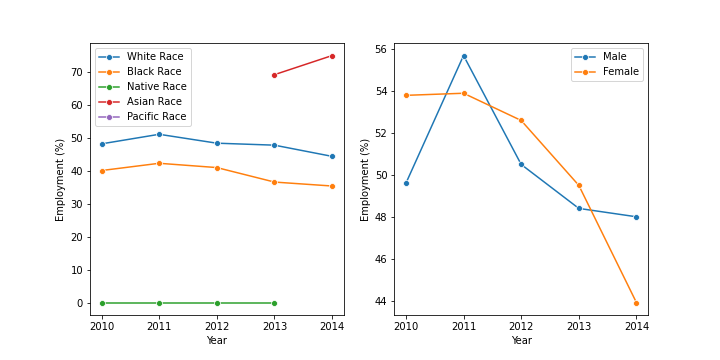 White Race
Black Race
Native Race
Asian Race
Pacific Race
70
60
50
40
30
20
10
0
Employment (%)
2010 2011 2012 2013 2014
Year
Male
Female
56
54
52
50
48
46
44
Employment (%)
2010 2011 2012 2013 2014
Year